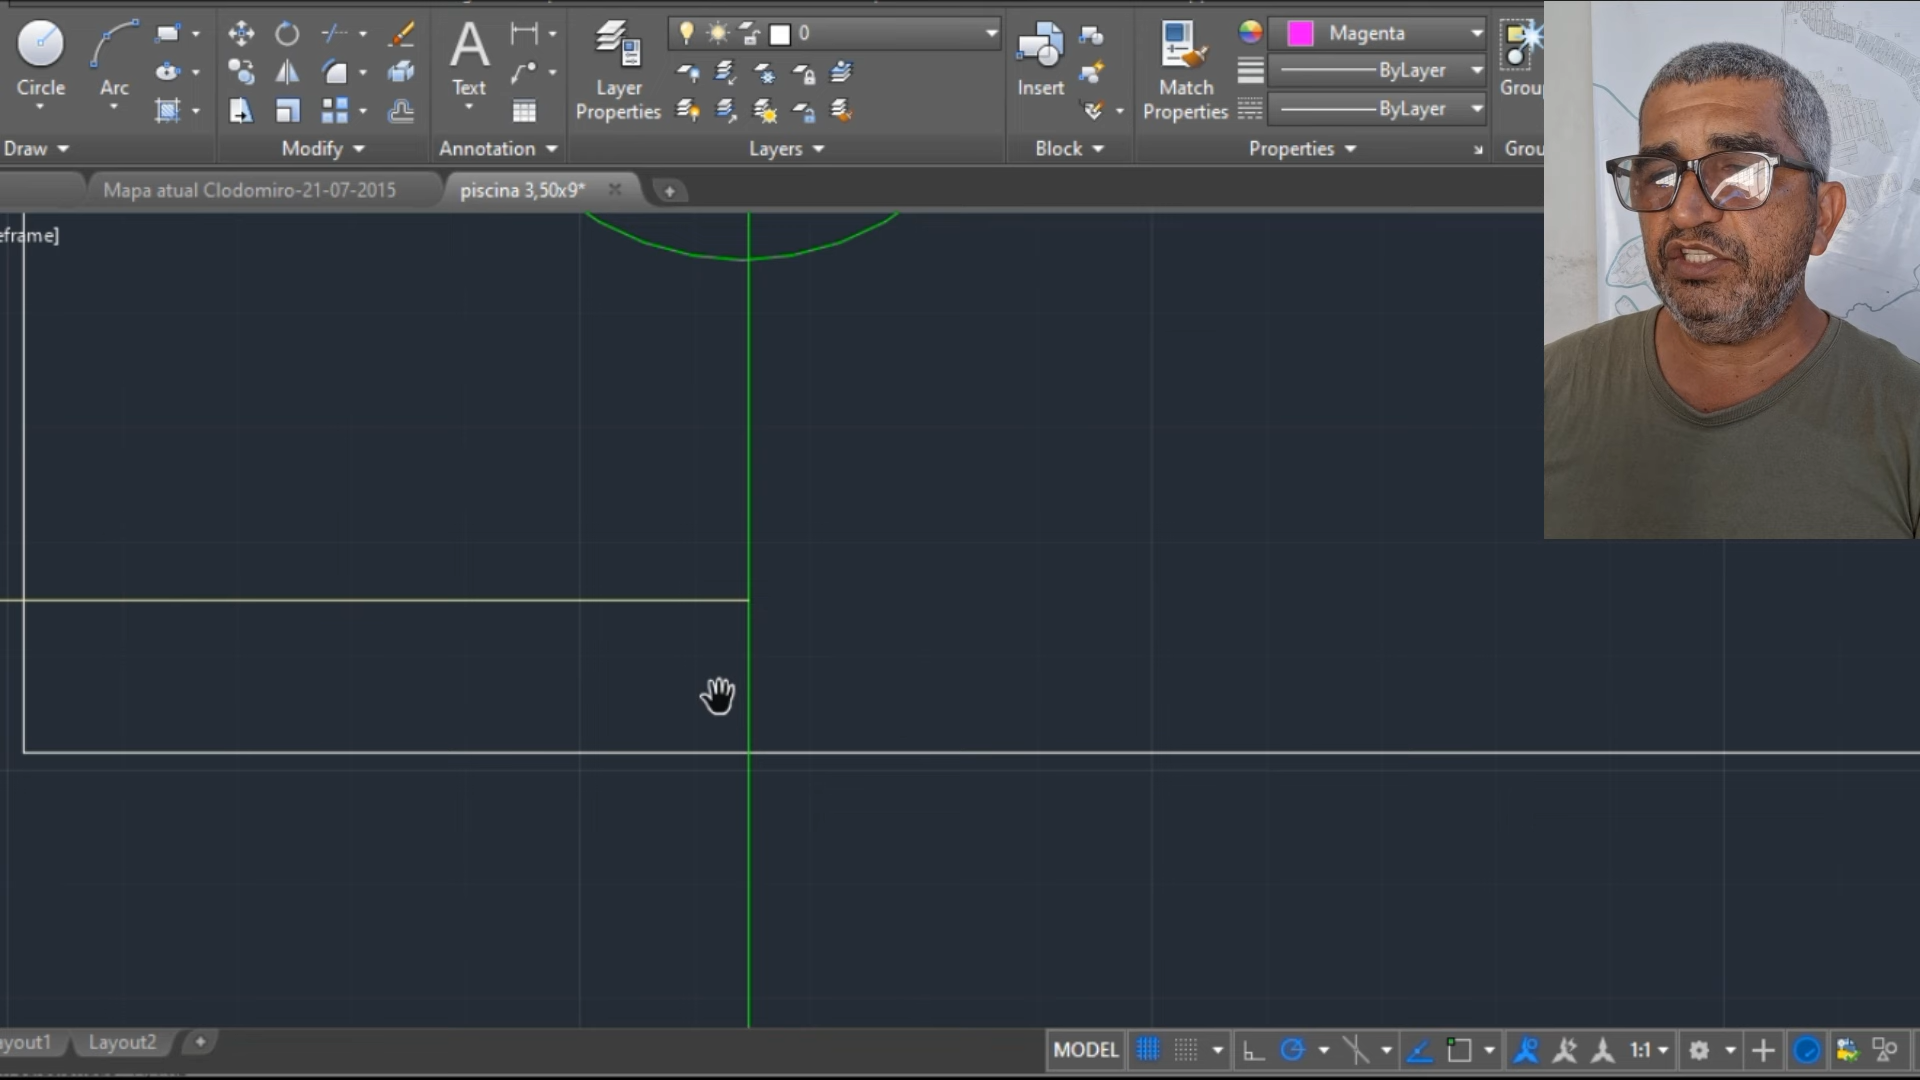 0
Magenta
Circle
Arc
Text
Layer
Properties
Insert
Match
Properties
ByLayer
ByLayer
Grou
Draw
Modify
Annotation
Layers
Block
Properties
Grou
Mapa atual Clodomiro-21-07-2015
piscina 3,50x9*
eframe]
ayout1
Layout2
MODEL
1:1